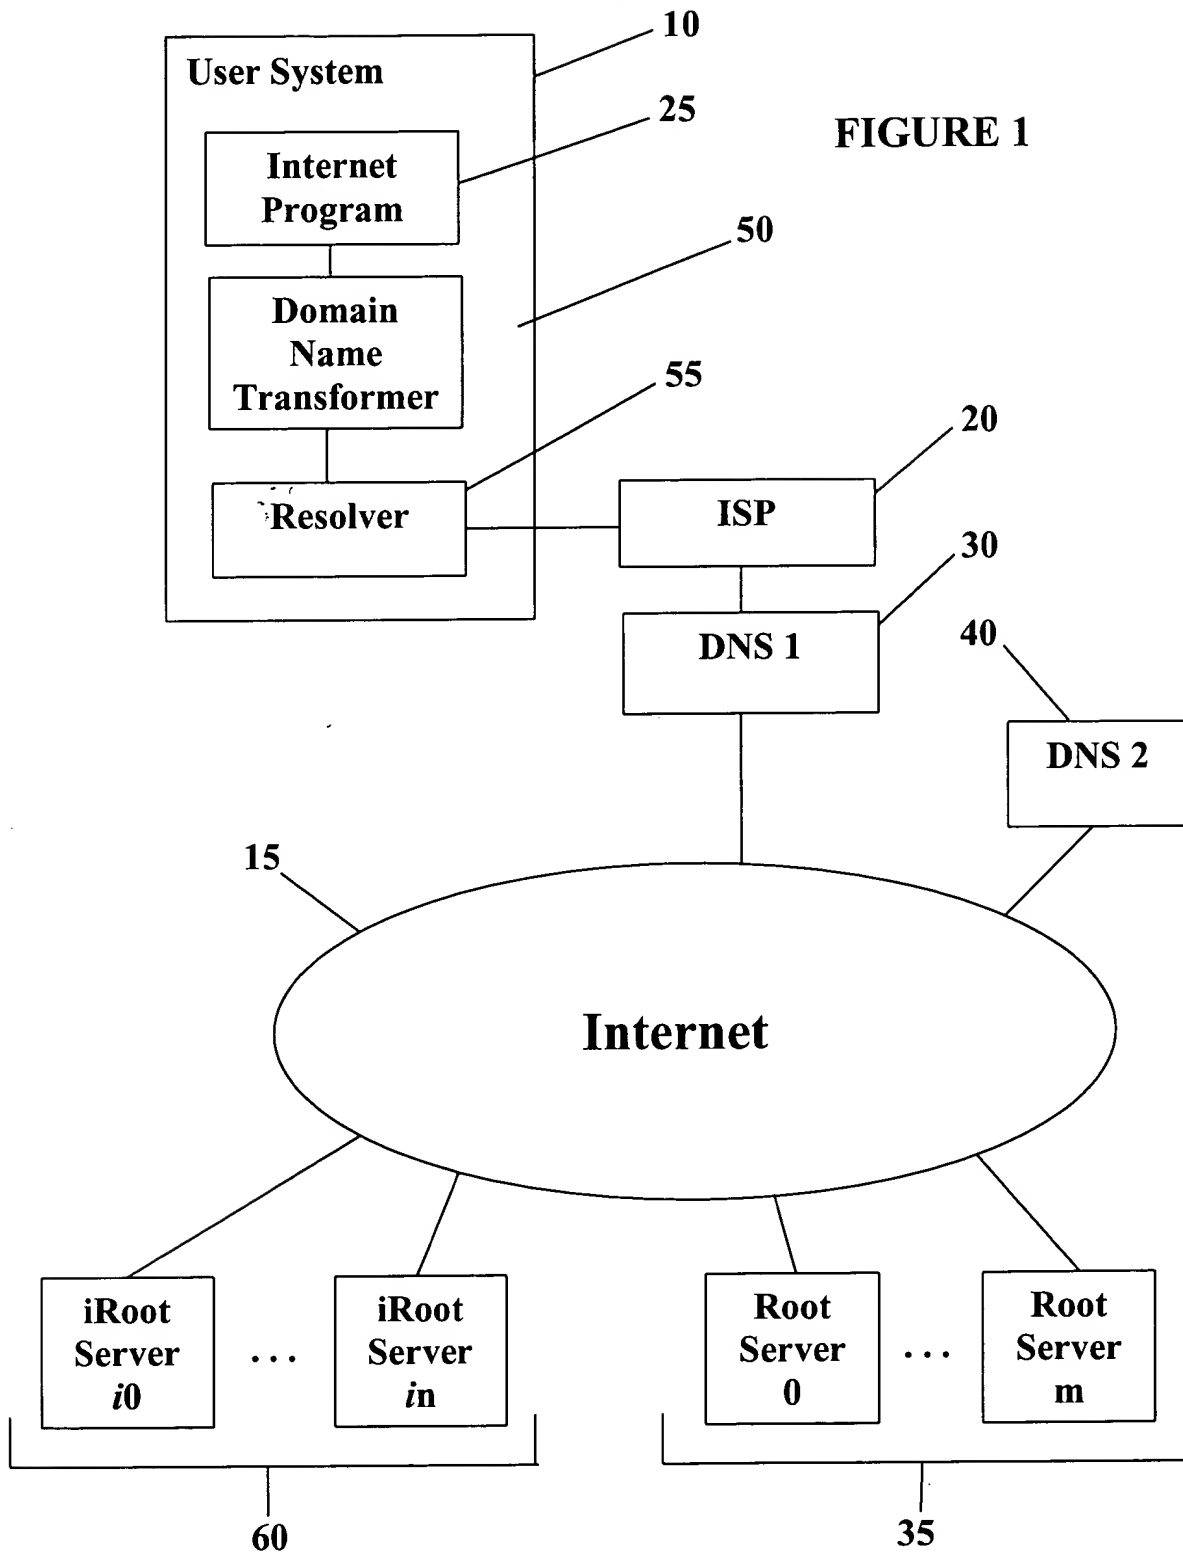 10
User System
25
FIGURE 1
Internet
Program
50
Domain
Name
Transformer
55
20
Resolver
ISP
30
DNS 1
40
DNS 2
15
Internet
iRoot
Server
i0
...
iRoot
Server
in
Root
Server
0
...
Root
Server
m
60
35